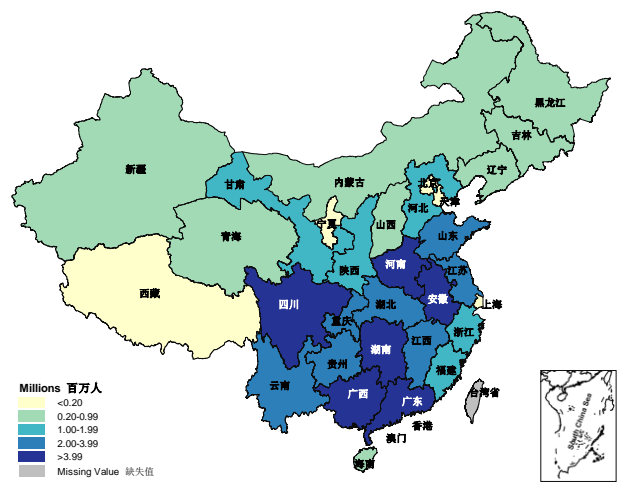 黑龙江
吉林
辽宁
新疆
甘肃
内蒙古
北京
天津
河北
宁夏
山西
山东
青海
陕西
河南
江苏
西藏
四川
安徽
上海
湖北
重庆
浙江
湖南
江西
贵州
福建
云南
广西
广东
台湾省
香港
澳门
海南
Millions 百万人
<0.20
0.20-0.99
1.00-1.99
2.00-3.99
>3.99
Missing Value 缺失值
South China Sea